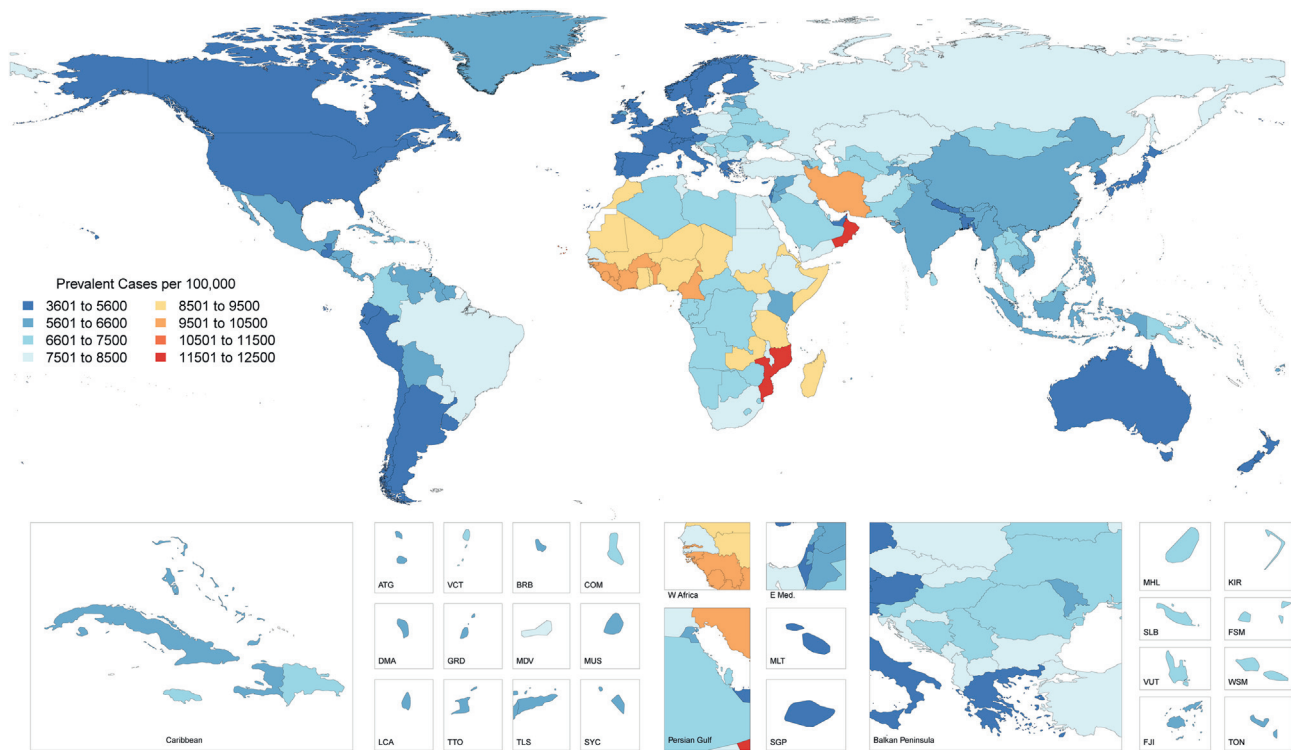 Prevalent Cases per 100,000
3601 to 5600
5601 to 6600
6601 to 7500
7501 to 8500
8501 to 9500
9501 to 10500
10501 to 11500
11501 to 12500
Caribbean
ATG
VCT
BRB
COM
DMA
GRD
MDV
MUS
LCA
TTO
TLS
SYC
W Africa
E Med.
Persian Gulf
MLT
SGP
Balkan Peninsula
MHL
KIR
SLB
FSM
VUT
WSM
FJI
TON